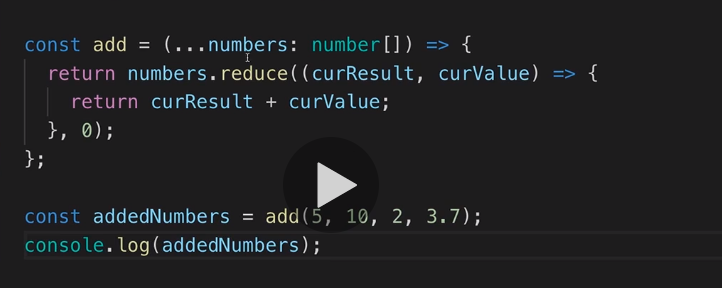 const add = (...numbers: number[]) => {
  return numbers.reduce((curResult, curValue) => {
    return curResult + curValue;
  }, 0);
};

const addedNumbers = add(5, 10, 2, 3.7);
console.log(addedNumbers);